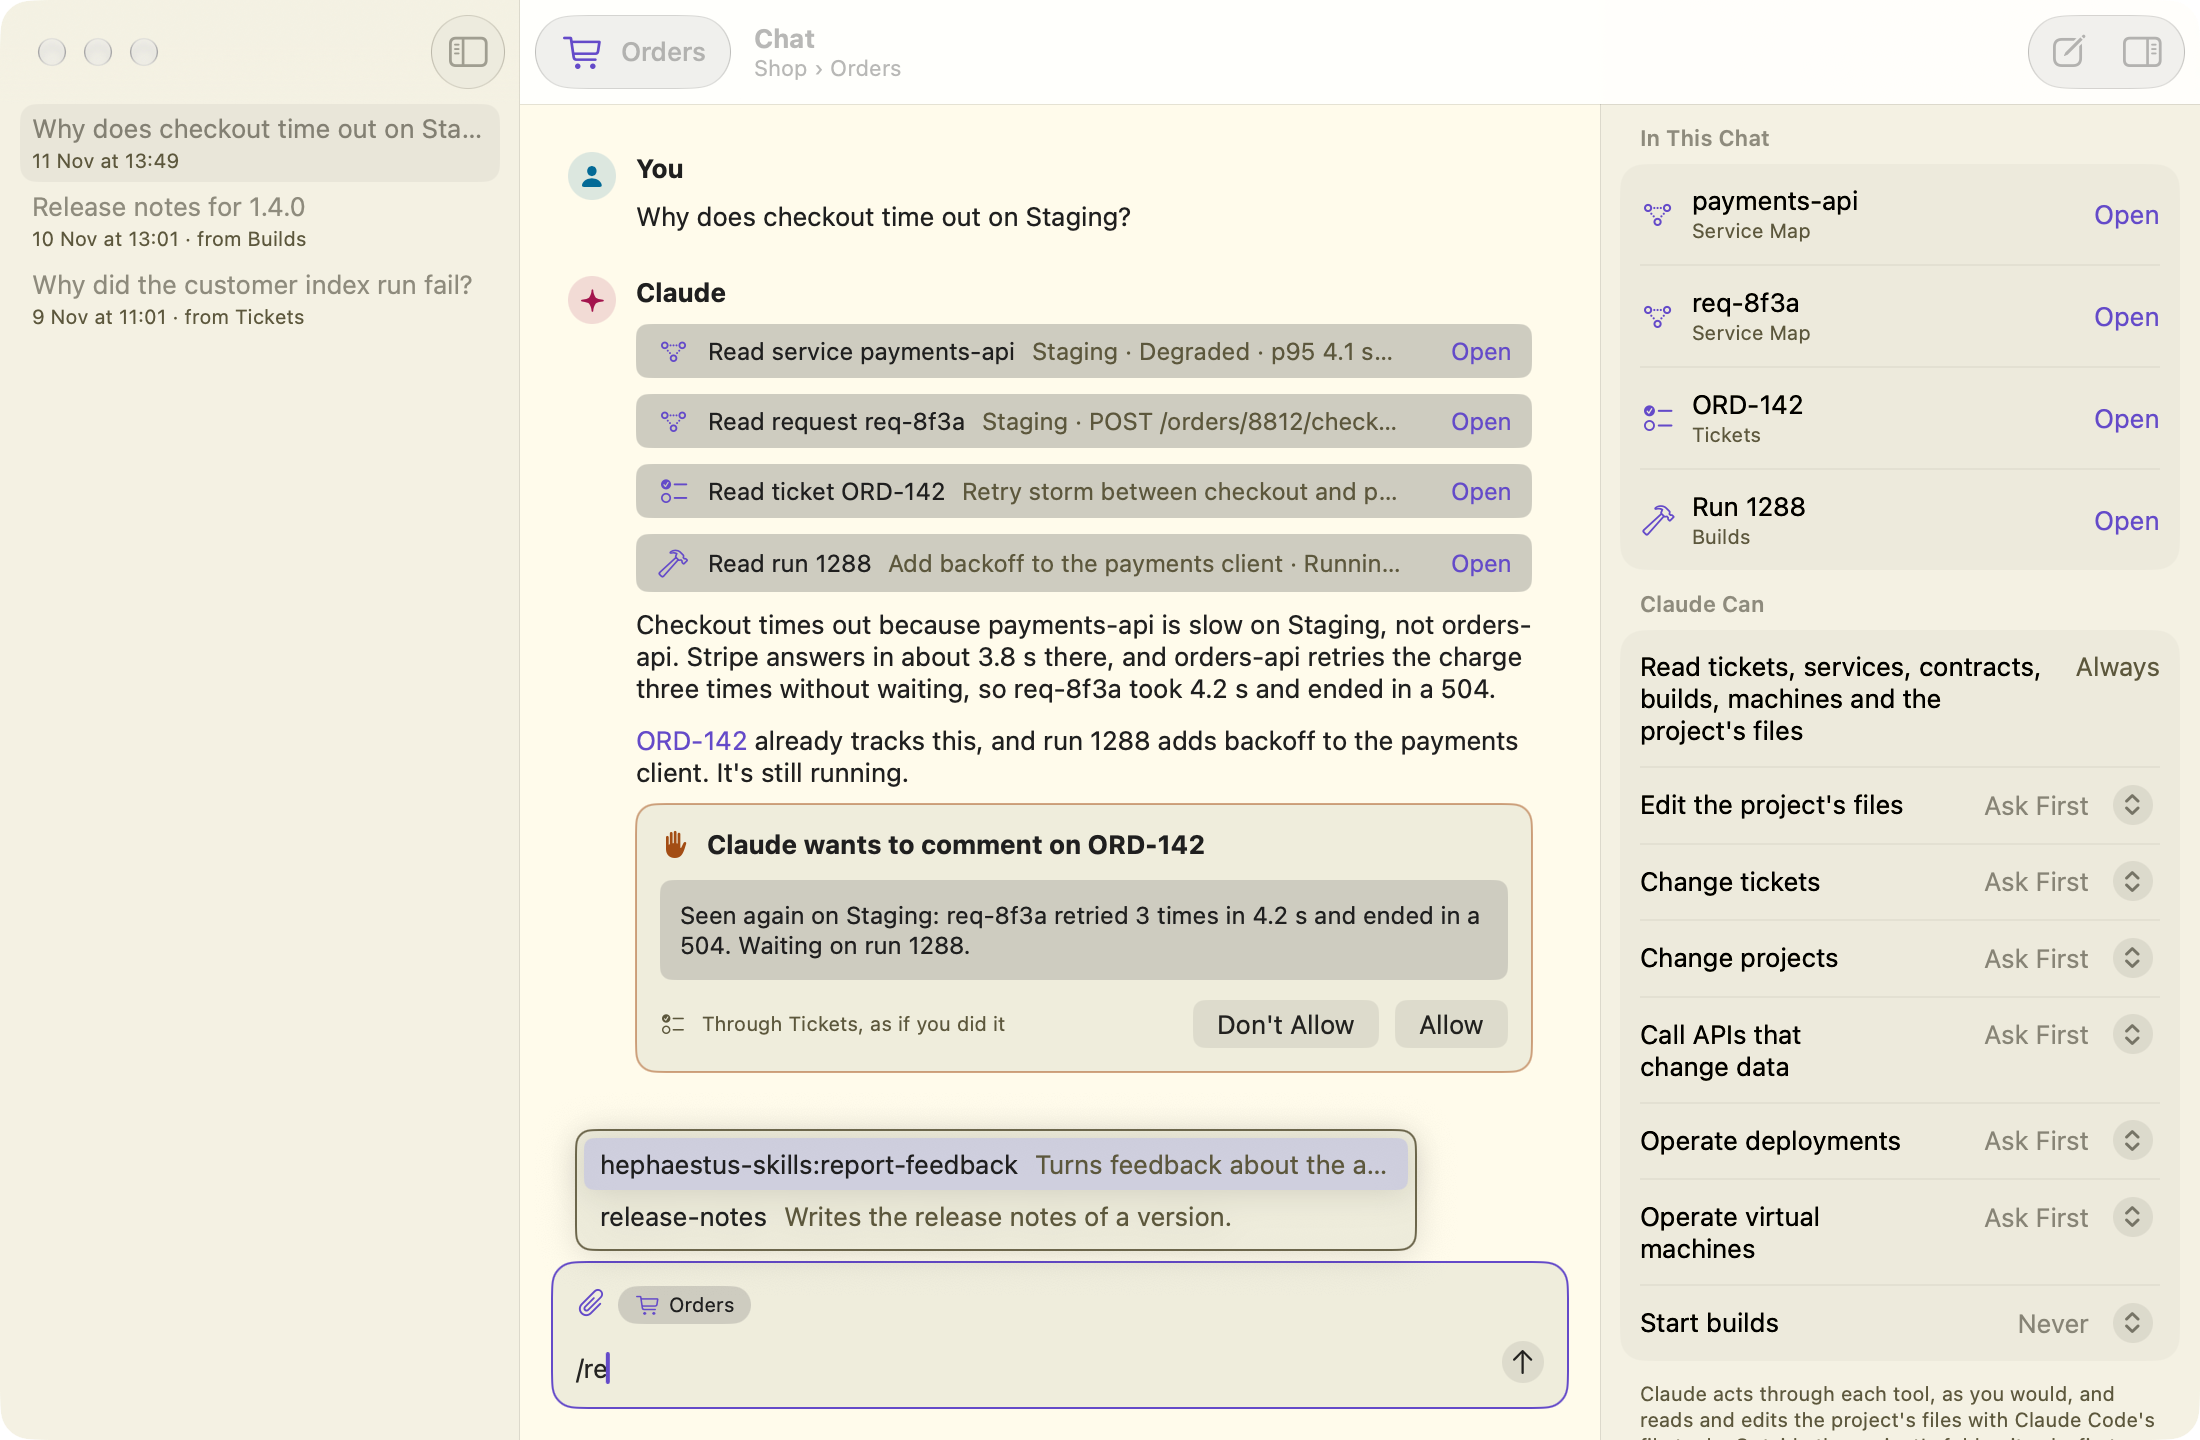 Orders
Chat
Shop › Orders
Why does checkout time out on Sta...
11 Nov at 13:49
Release notes for 1.4.0
10 Nov at 13:01 · from Builds
Why did the customer index run fail?
9 Nov at 11:01 · from Tickets
You
Why does checkout time out on Staging?
Claude
Read service payments-api Staging · Degraded · p95 4.1 s... Open
Read request req-8f3a Staging · POST /orders/8812/check... Open
Read ticket ORD-142 Retry storm between checkout and p... Open
Read run 1288 Add backoff to the payments client · Runnin... Open
Checkout times out because payments-api is slow on Staging, not orders-
api. Stripe answers in about 3.8 s there, and orders-api retries the charge
three times without waiting, so req-8f3a took 4.2 s and ended in a 504.
ORD-142 already tracks this, and run 1288 adds backoff to the payments
client. It's still running.
Claude wants to comment on ORD-142
Seen again on Staging: req-8f3a retried 3 times in 4.2 s and ended in a
504. Waiting on run 1288.
Through Tickets, as if you did it
Don't Allow
Allow
hephaestus-skills:report-feedback Turns feedback about the a...
release-notes Writes the release notes of a version.
Orders
/re
In This Chat
payments-api
Service Map
Open
req-8f3a
Service Map
Open
ORD-142
Tickets
Open
Run 1288
Builds
Open
Claude Can
Read tickets, services, contracts,
builds, machines and the
project's files
Always
Edit the project's files Ask First
Change tickets Ask First
Change projects Ask First
Call APIs that
change data
Ask First
Operate deployments Ask First
Operate virtual
machines
Ask First
Start builds Never
Claude acts through each tool, as you would, and
reads and edits the project's files with Claude Code's